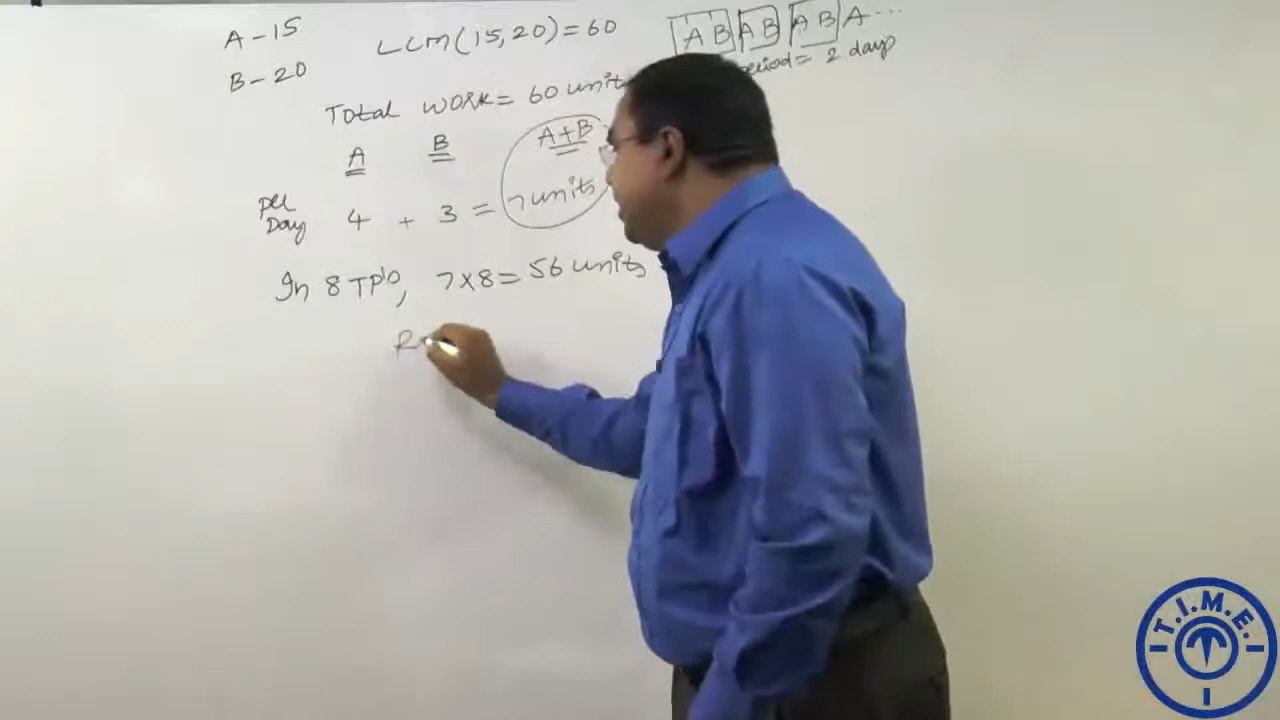 A - 15
B - 20
LCM (15, 20) = 60
A B A B A B A ...
= 2 days
Total WORK = 60 units
A B A+B
per Day 4 + 3 = 7 units
In 8 TP's, 7 × 8 = 56 units
R
T.I.M.E.